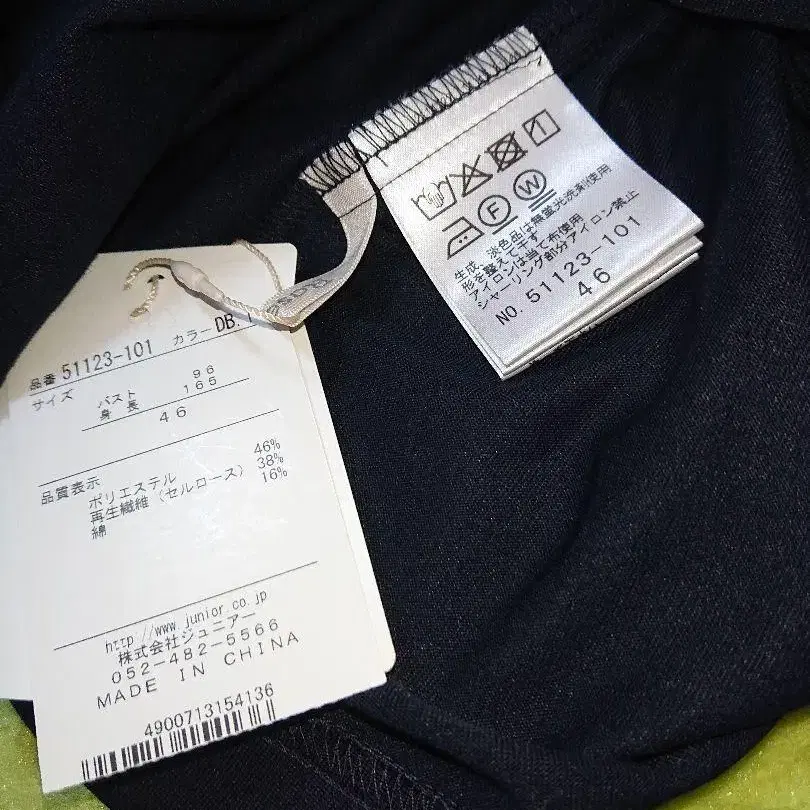 品番 51123-101 カラー DB.
サイズ
バスト 96
身長 165
46
品質表示
ポリエステル 46%
再生繊維(セルロース) 38%
綿 16%
http://www.junior.co.jp
株式会社ジュニアー
052-482-5566
MADE IN CHINA
4900713154136
F W
生成、淡色品は無蛍光洗剤使用
形を整えて干す
アイロンは当て布使用
シャーリング部分アイロン禁止
NO. 51123-101
46